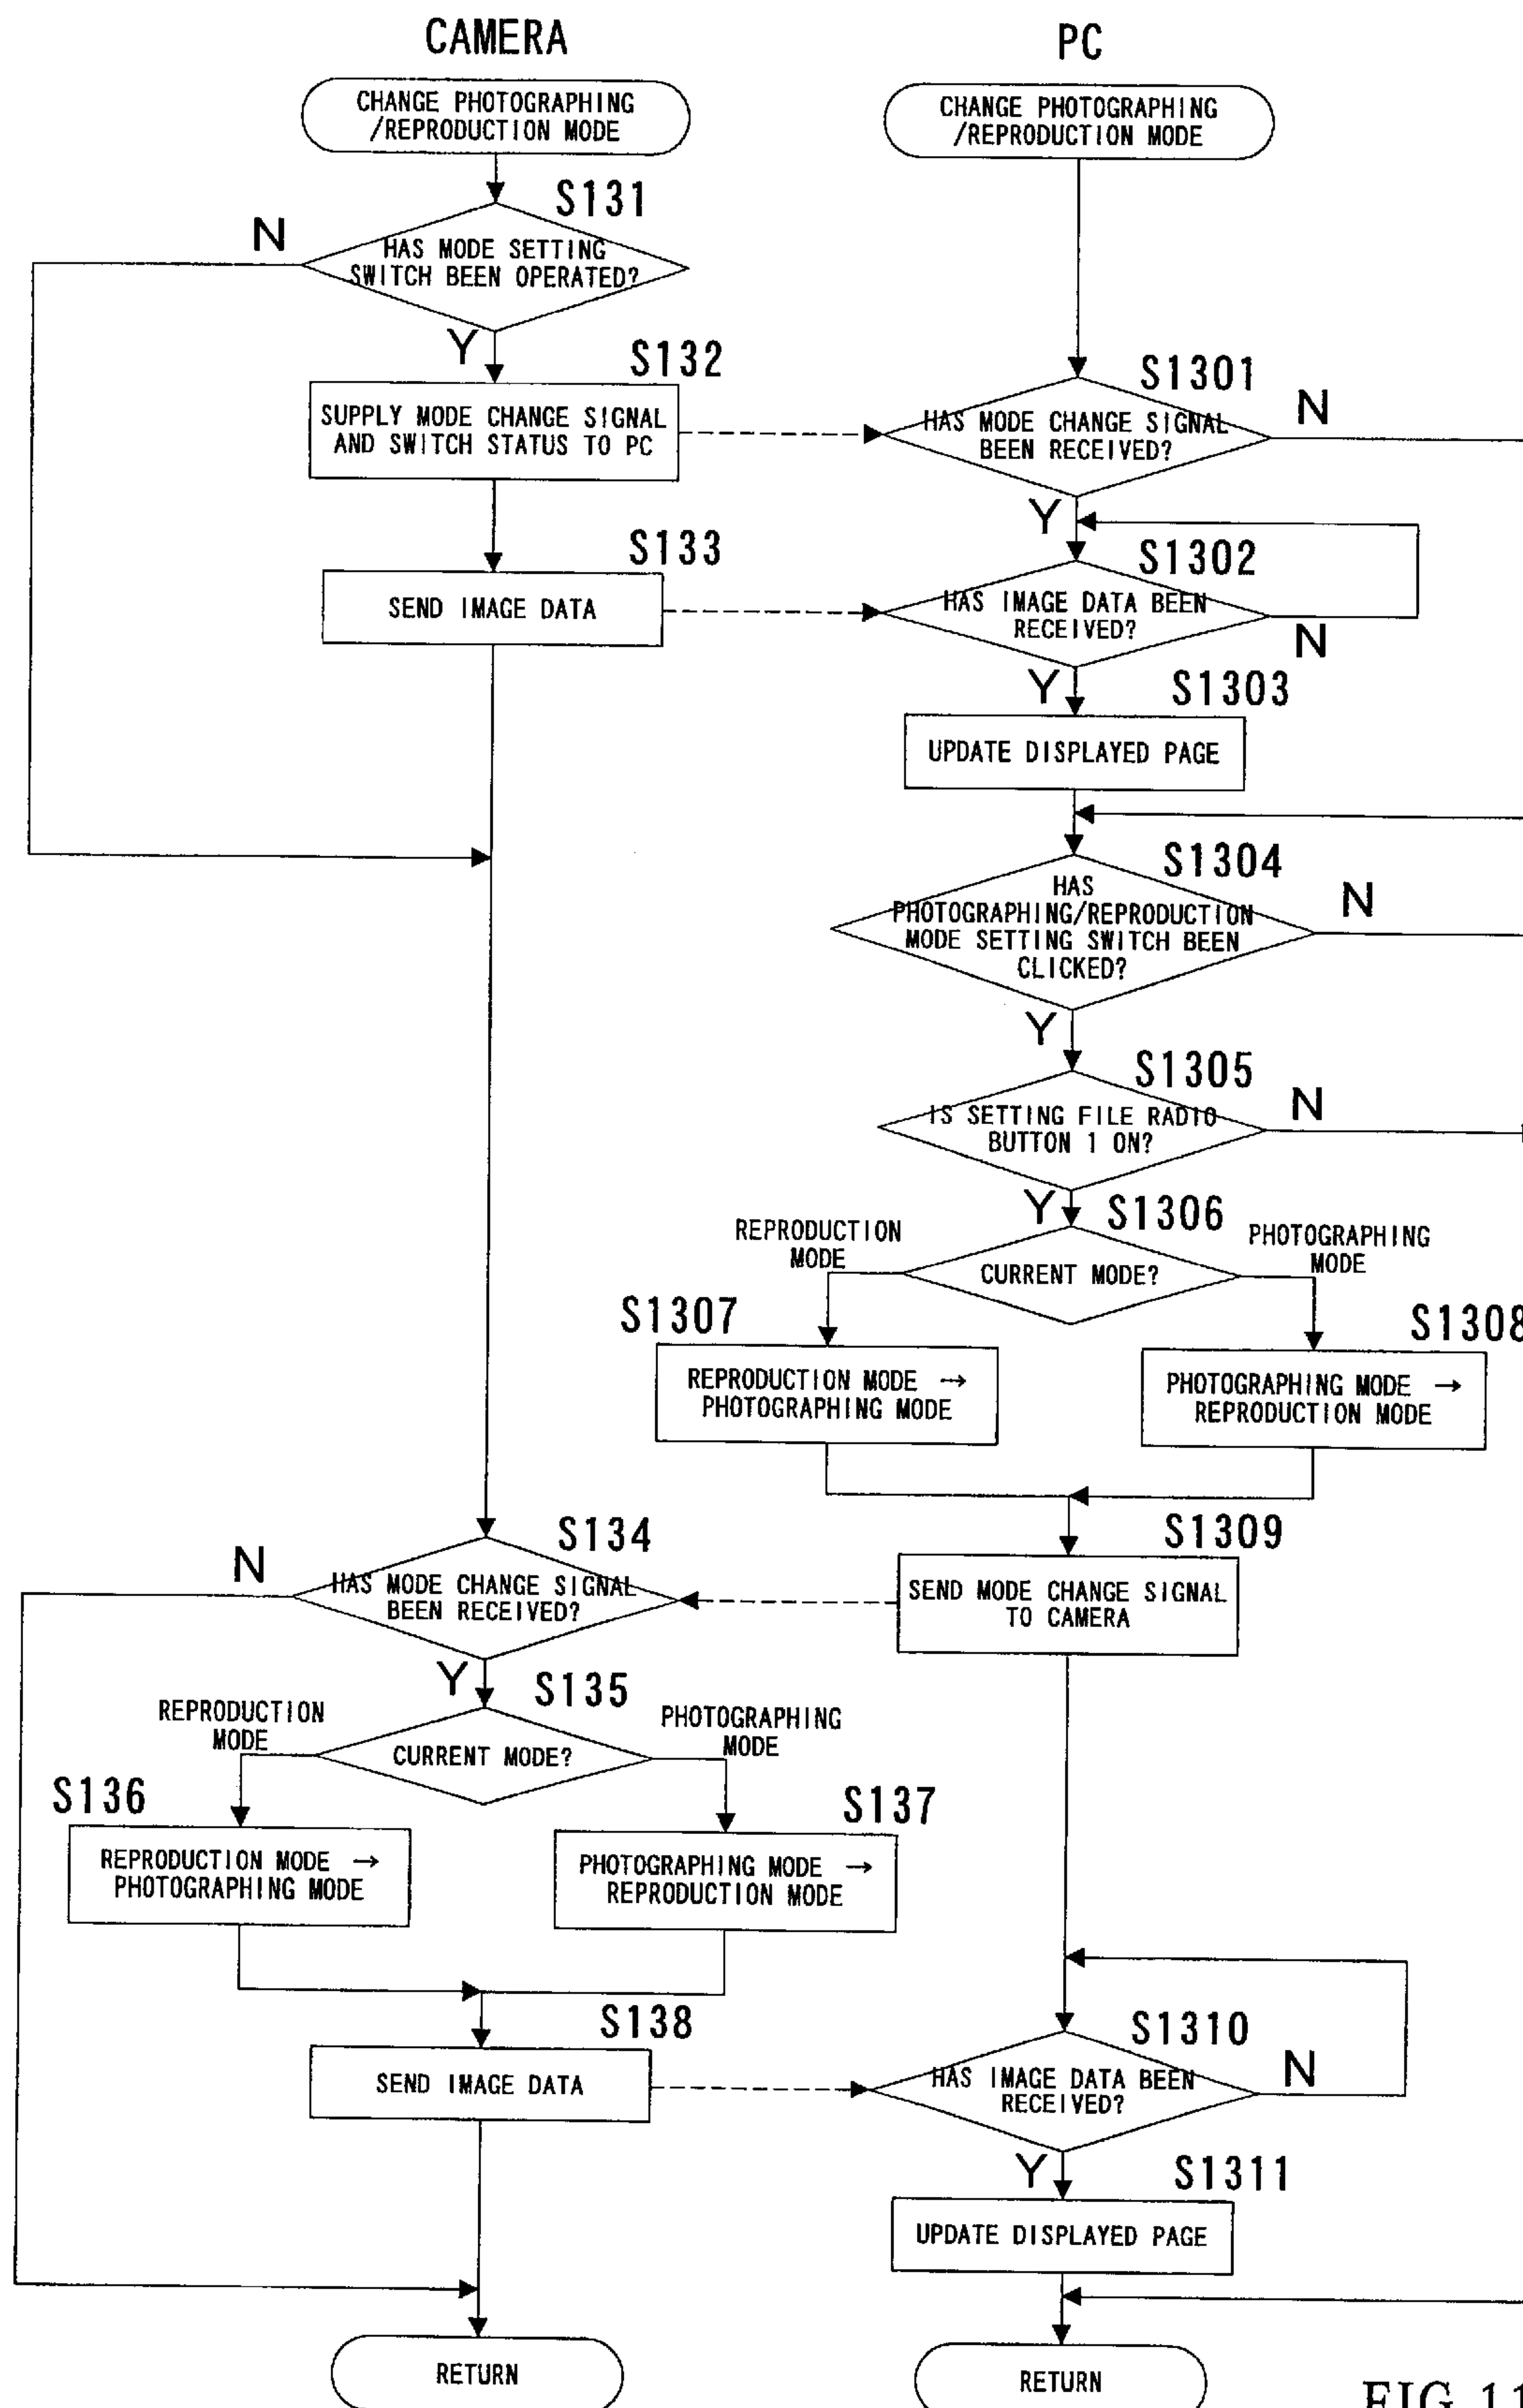 CAMERA
CHANGE PHOTOGRAPHING
/REPRODUCTION MODE
S131
N
HAS MODE SETTING
SWITCH BEEN OPERATED?
Y
S132
SUPPLY MODE CHANGE SIGNAL
AND SWITCH STATUS TO PC
S133
SEND IMAGE DATA
S134
N
HAS MODE CHANGE SIGNAL
BEEN RECEIVED?
Y
S135
REPRODUCTION
MODE
PHOTOGRAPHING
MODE
CURRENT MODE?
S136
REPRODUCTION MODE →
PHOTOGRAPHING MODE
S137
PHOTOGRAPHING MODE →
REPRODUCTION MODE
S138
SEND IMAGE DATA
RETURN
PC
CHANGE PHOTOGRAPHING
/REPRODUCTION MODE
S1301
N
HAS MODE CHANGE SIGNAL
BEEN RECEIVED?
Y
S1302
HAS IMAGE DATA BEEN
RECEIVED?
N
Y
S1303
UPDATE DISPLAYED PAGE
S1304
HAS
PHOTOGRAPHING/REPRODUCTION
MODE SETTING SWITCH BEEN
CLICKED?
N
Y
S1305
IS SETTING FILE RADIO
BUTTON 1 ON?
N
Y
S1306
REPRODUCTION
MODE
PHOTOGRAPHING
MODE
CURRENT MODE?
S1307
REPRODUCTION MODE →
PHOTOGRAPHING MODE
S1308
PHOTOGRAPHING MODE →
REPRODUCTION MODE
S1309
SEND MODE CHANGE SIGNAL
TO CAMERA
S1310
HAS IMAGE DATA BEEN
RECEIVED?
N
Y
S1311
UPDATE DISPLAYED PAGE
RETURN
FIG. 11